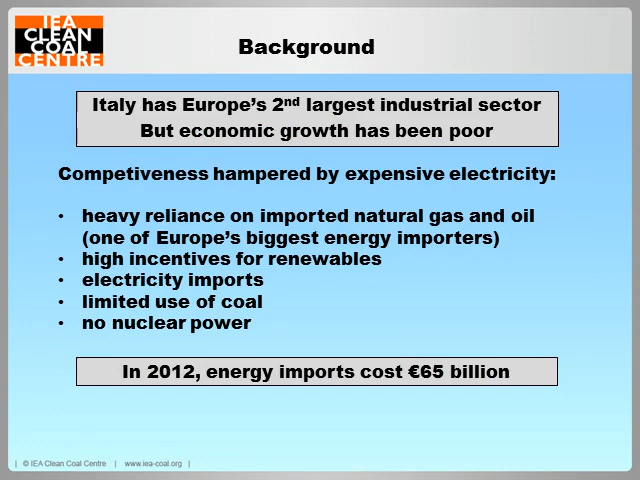 IEA
CLEAN
COAL
CENTRE
Background
Italy has Europe's 2nd largest industrial sector
But economic growth has been poor
Competiveness hampered by expensive electricity:
• heavy reliance on imported natural gas and oil
(one of Europe's biggest energy importers)
• high incentives for renewables
• electricity imports
• limited use of coal
• no nuclear power
In 2012, energy imports cost €65 billion
| © IEA Clean Coal Centre | www.iea-coal.org |